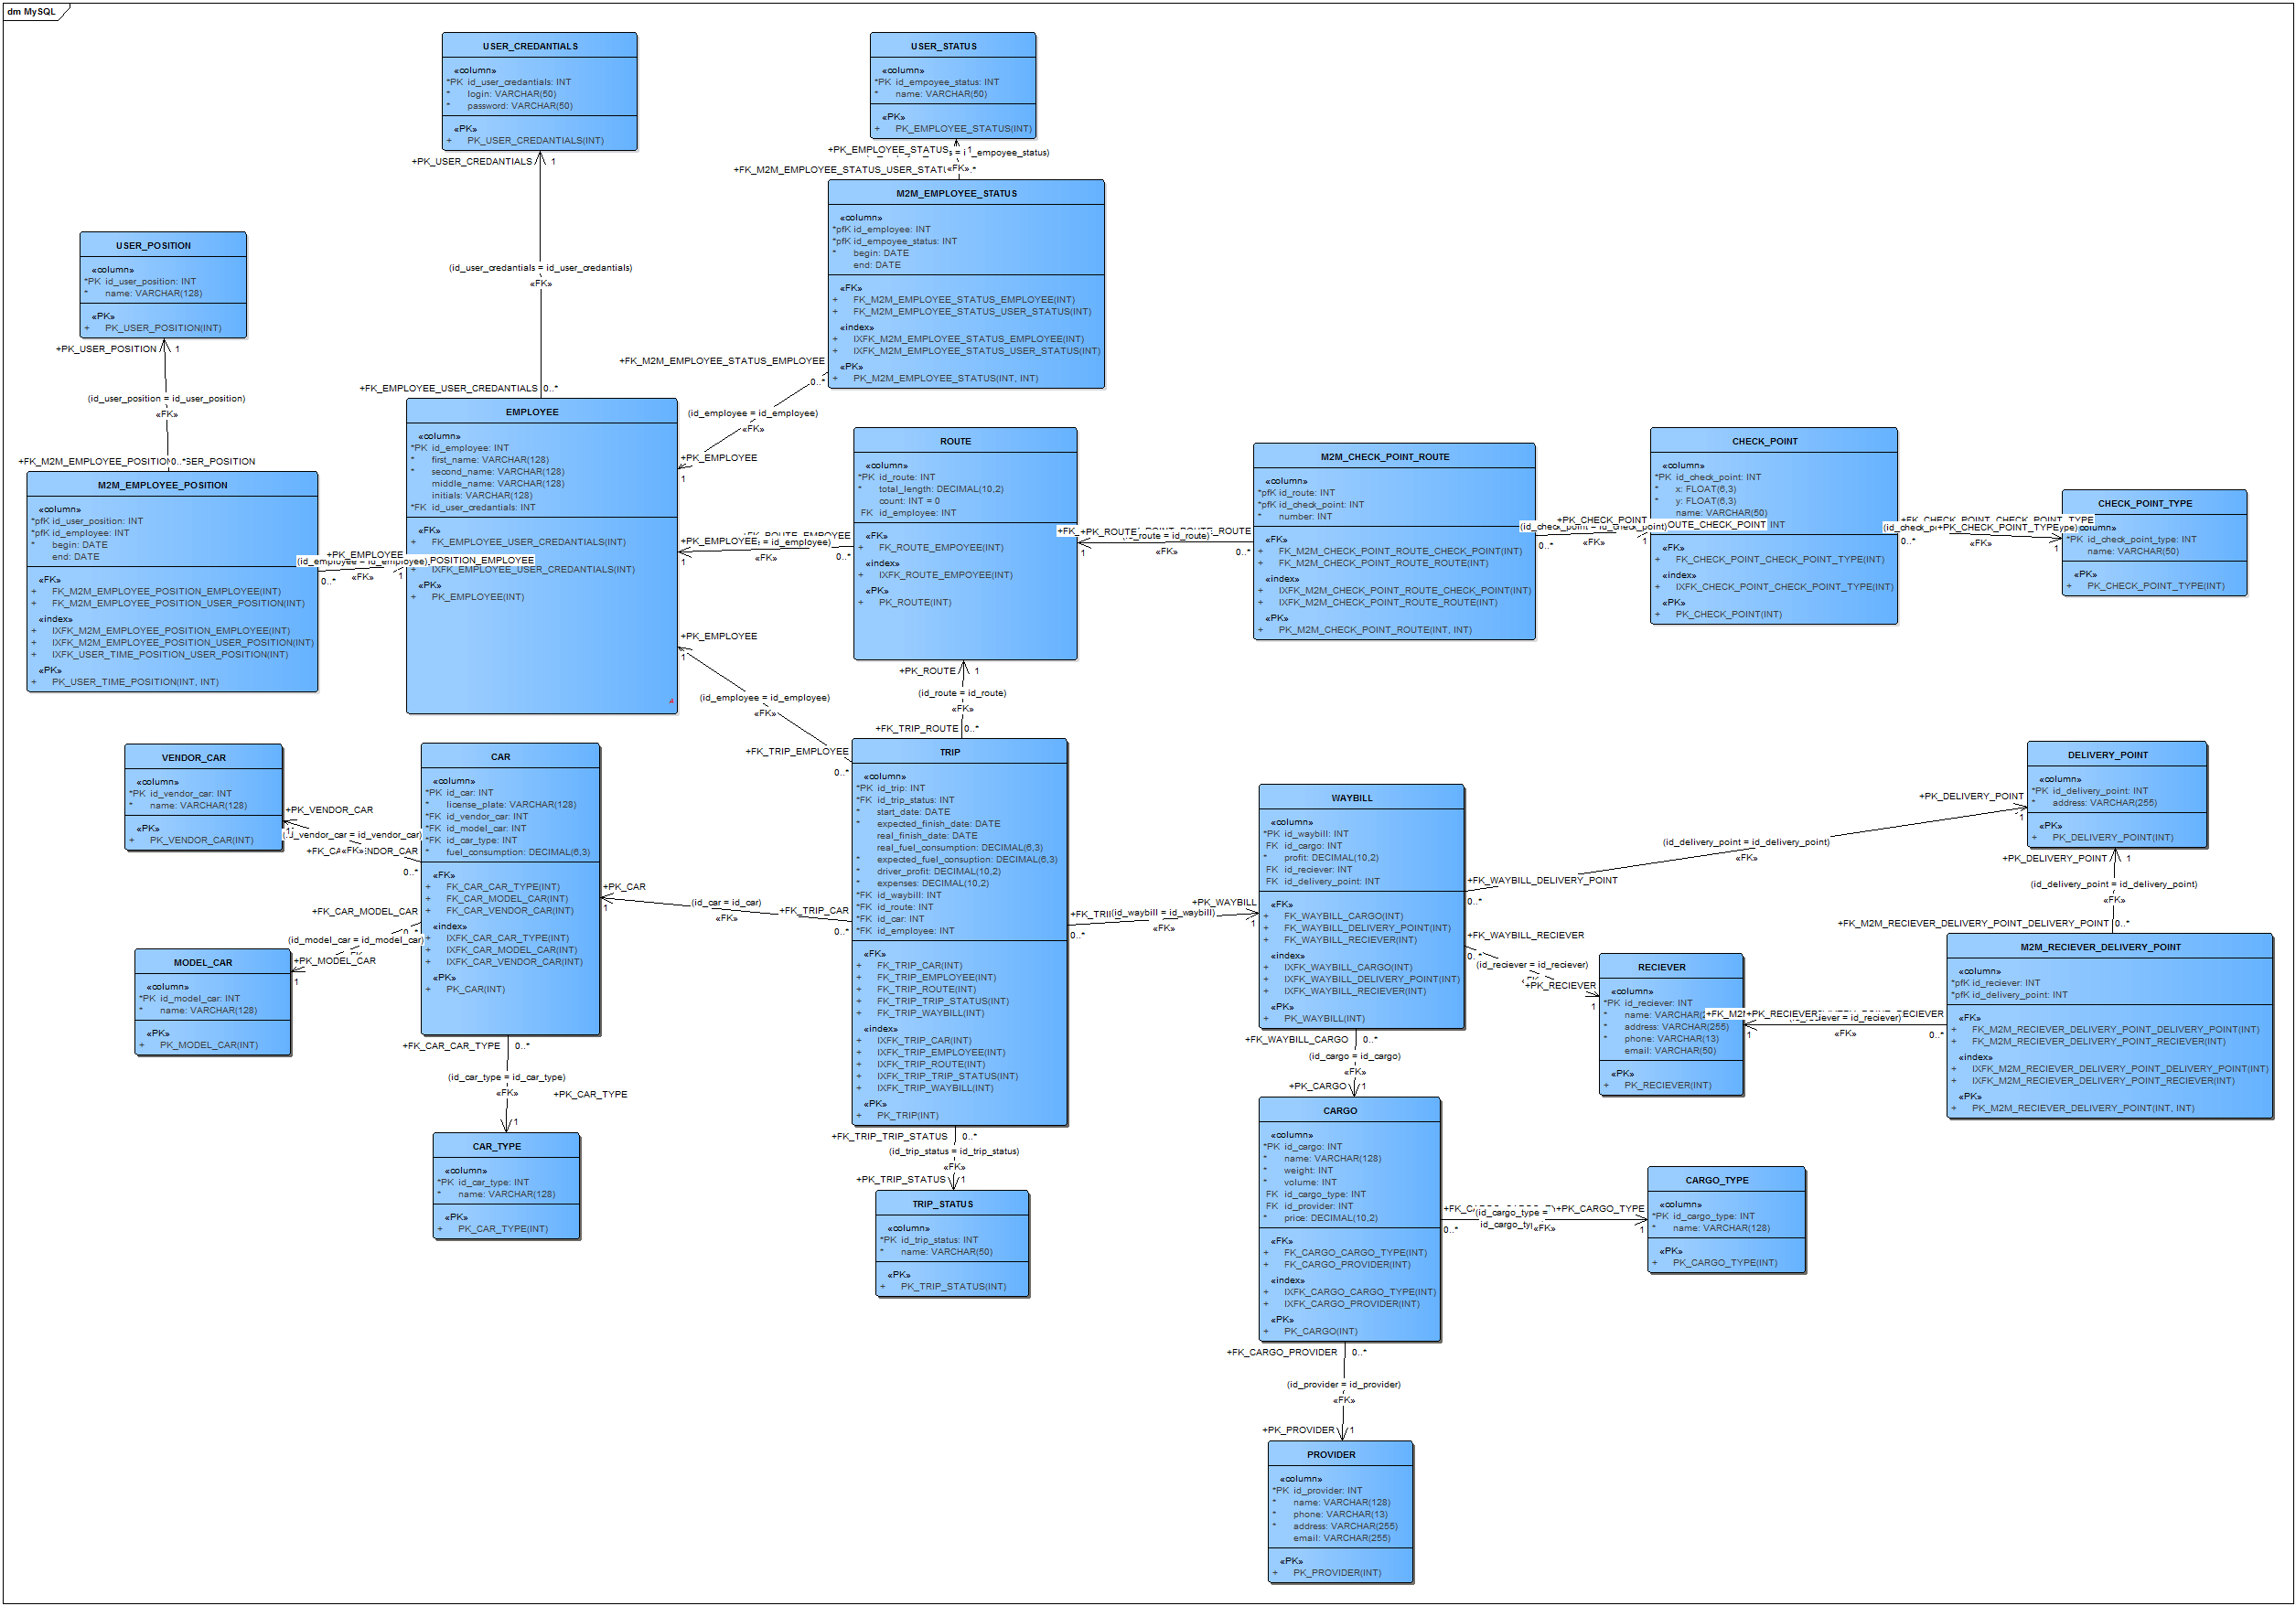 dm MySQL
USER_CREDANTIALS
«column»
*PK id_user_credantials: INT
* login: VARCHAR(50)
* password: VARCHAR(50)
«PK»
+ PK_USER_CREDANTIALS(INT)
+PK_USER_CREDANTIALS 1
(id_user_credantials = id_user_credantials)
«FK»
+FK_EMPLOYEE_USER_CREDANTIALS 0..*
USER_STATUS
«column»
*PK id_empoyee_status: INT
* name: VARCHAR(50)
«PK»
+ PK_EMPLOYEE_STATUS(INT)
+PK_EMPLOYEE_STATUS 1
_empoyee_status)
+FK_M2M_EMPLOYEE_STATUS_USER_STATU
«FK»
M2M_EMPLOYEE_STATUS
«column»
*pfK id_employee: INT
*pfK id_empoyee_status: INT
* begin: DATE
end: DATE
«FK»
+ FK_M2M_EMPLOYEE_STATUS_EMPLOYEE(INT)
+ FK_M2M_EMPLOYEE_STATUS_USER_STATUS(INT)
«index»
+ IXFK_M2M_EMPLOYEE_STATUS_EMPLOYEE(INT)
+ IXFK_M2M_EMPLOYEE_STATUS_USER_STATUS(INT)
«PK»
+ PK_M2M_EMPLOYEE_STATUS(INT, INT)
+FK_M2M_EMPLOYEE_STATUS_EMPLOYEE
0..*
(id_employee = id_employee)
«FK»
+PK_EMPLOYEE
1
USER_POSITION
«column»
*PK id_user_position: INT
* name: VARCHAR(128)
«PK»
+ PK_USER_POSITION(INT)
+PK_USER_POSITION 1
(id_user_position = id_user_position)
«FK»
+FK_M2M_EMPLOYEE_POSITION 0..* SER_POSITION
M2M_EMPLOYEE_POSITION
«column»
*pfK id_user_position: INT
*pfK id_employee: INT
* begin: DATE
end: DATE
«FK»
+ FK_M2M_EMPLOYEE_POSITION_EMPLOYEE(INT)
+ FK_M2M_EMPLOYEE_POSITION_USER_POSITION(INT)
«index»
+ IXFK_M2M_EMPLOYEE_POSITION_EMPLOYEE(INT)
+ IXFK_M2M_EMPLOYEE_POSITION_USER_POSITION(INT)
+ IXFK_USER_TIME_POSITION_USER_POSITION(INT)
«PK»
+ PK_USER_TIME_POSITION(INT, INT)
+PK_EMPLOYEE
(id_employee = id_employee) POSITION_EMPLOYEE
0..* «FK» 1
EMPLOYEE
«column»
*PK id_employee: INT
* first_name: VARCHAR(128)
* second_name: VARCHAR(128)
* middle_name: VARCHAR(128)
initials: VARCHAR(128)
*FK id_user_credantials: INT
«FK»
+ FK_EMPLOYEE_USER_CREDANTIALS(INT)
IXFK_EMPLOYEE_USER_CREDANTIALS(INT)
«PK»
+ PK_EMPLOYEE(INT)
A
+PK_EMPLOYEE = id_employee)
1 «FK» 0..*
ROUTE
«column»
*PK id_route: INT
* total_length: DECIMAL(10,2)
count: INT = 0
FK id_employee: INT
«FK»
+ FK_ROUTE_EMPOYEE(INT)
«index»
+ IXFK_ROUTE_EMPOYEE(INT)
«PK»
+ PK_ROUTE(INT)
+FK_ +PK_ROUTE _ROUTE
_route = id_route)
1 «FK» 0..*
M2M_CHECK_POINT_ROUTE
«column»
*pfK id_route: INT
*pfK id_check_point: INT
* number: INT
«FK»
+ FK_M2M_CHECK_POINT_ROUTE_CHECK_POINT(INT)
+ FK_M2M_CHECK_POINT_ROUTE_ROUTE(INT)
«index»
+ IXFK_M2M_CHECK_POINT_ROUTE_CHECK_POINT(INT)
+ IXFK_M2M_CHECK_POINT_ROUTE_ROUTE(INT)
«PK»
+ PK_M2M_CHECK_POINT_ROUTE(INT, INT)
+PK_CHECK_POINT
(id_check_point = id_check_point) OUTE_CHECK_POINT
0..* «FK» 1
CHECK_POINT
«column»
*PK id_check_point: INT
* x: FLOAT(6,3)
* y: FLOAT(6,3)
name: VARCHAR(50)
INT
«FK»
+ FK_CHECK_POINT_CHECK_POINT_TYPE(INT)
«index»
+ IXFK_CHECK_POINT_CHECK_POINT_TYPE(INT)
«PK»
+ PK_CHECK_POINT(INT)
+FK_CHECK_POINT_CHECK_POINT_TYPE
(id_check_p +PK_CHECK_POINT_TYPE
0..* «FK» 1
CHECK_POINT_TYPE
column»
*PK id_check_point_type: INT
name: VARCHAR(50)
«PK»
+ PK_CHECK_POINT_TYPE(INT)
+PK_EMPLOYEE
1
(id_employee = id_employee)
«FK»
+FK_TRIP_EMPLOYEE
0..*
+PK_ROUTE 1
(id_route = id_route)
«FK»
+FK_TRIP_ROUTE 0..*
VENDOR_CAR
«column»
*PK id_vendor_car: INT
* name: VARCHAR(128)
«PK»
+ PK_VENDOR_CAR(INT)
+PK_VENDOR_CAR
_vendor_car = id_vendor_car)
+FK_CA «FK» ENDOR_CAR
0..*
CAR
«column»
*PK id_car: INT
* license_plate: VARCHAR(128)
*FK id_vendor_car: INT
*FK id_model_car: INT
*FK id_car_type: INT
* fuel_consumption: DECIMAL(6,3)
«FK»
+ FK_CAR_CAR_TYPE(INT)
+ FK_CAR_MODEL_CAR(INT)
+ FK_CAR_VENDOR_CAR(INT)
«index»
+ IXFK_CAR_CAR_TYPE(INT)
+ IXFK_CAR_MODEL_CAR(INT)
+ IXFK_CAR_VENDOR_CAR(INT)
«PK»
+ PK_CAR(INT)
+FK_CAR_MODEL_CAR
0..*
(id_model_car = id_model_car)
+PK_MODEL_CAR
1
MODEL_CAR
«column»
*PK id_model_car: INT
* name: VARCHAR(128)
«PK»
+ PK_MODEL_CAR(INT)
+FK_CAR_CAR_TYPE 0..*
(id_car_type = id_car_type)
«FK»
+PK_CAR_TYPE
1
CAR_TYPE
«column»
*PK id_car_type: INT
* name: VARCHAR(128)
«PK»
+ PK_CAR_TYPE(INT)
+PK_CAR
1
(id_car = id_car)
«FK»
+FK_TRIP_CAR
0..*
TRIP
«column»
*PK id_trip: INT
*FK id_trip_status: INT
* start_date: DATE
* expected_finish_date: DATE
real_finish_date: DATE
real_fuel_consumption: DECIMAL(6,3)
* expected_fuel_consuption: DECIMAL(6,3)
* driver_profit: DECIMAL(10,2)
* expenses: DECIMAL(10,2)
*FK id_waybill: INT
*FK id_route: INT
*FK id_car: INT
*FK id_employee: INT
«FK»
+ FK_TRIP_CAR(INT)
+ FK_TRIP_EMPLOYEE(INT)
+ FK_TRIP_ROUTE(INT)
+ FK_TRIP_TRIP_STATUS(INT)
+ FK_TRIP_WAYBILL(INT)
«index»
+ IXFK_TRIP_CAR(INT)
+ IXFK_TRIP_EMPLOYEE(INT)
+ IXFK_TRIP_ROUTE(INT)
+ IXFK_TRIP_TRIP_STATUS(INT)
+ IXFK_TRIP_WAYBILL(INT)
«PK»
+ PK_TRIP(INT)
+FK_TRIP_TRIP_STATUS 0..*
(id_trip_status = id_trip_status)
«FK»
+PK_TRIP_STATUS 1
TRIP_STATUS
«column»
*PK id_trip_status: INT
* name: VARCHAR(50)
«PK»
+ PK_TRIP_STATUS(INT)
+PK_WAYBILL
+FK_TRI (id_waybill = id_waybill)
0..* «FK» 1
WAYBILL
«column»
*PK id_waybill: INT
FK id_cargo: INT
* profit: DECIMAL(10,2)
FK id_reciever: INT
FK id_delivery_point: INT
«FK»
+ FK_WAYBILL_CARGO(INT)
+ FK_WAYBILL_DELIVERY_POINT(INT)
+ FK_WAYBILL_RECIEVER(INT)
«index»
+ IXFK_WAYBILL_CARGO(INT)
+ IXFK_WAYBILL_DELIVERY_POINT(INT)
+ IXFK_WAYBILL_RECIEVER(INT)
«PK»
+ PK_WAYBILL(INT)
+FK_WAYBILL_DELIVERY_POINT
0..*
(id_delivery_point = id_delivery_point)
«FK»
+PK_DELIVERY_POINT
1
DELIVERY_POINT
«column»
*PK id_delivery_point: INT
* address: VARCHAR(255)
«PK»
+ PK_DELIVERY_POINT(INT)
+PK_DELIVERY_POINT 1
(id_delivery_point = id_delivery_point)
«FK»
+FK_M2M_RECIEVER_DELIVERY_POINT_DELIVERY_POINT 0..*
M2M_RECIEVER_DELIVERY_POINT
«column»
*pfK id_reciever: INT
*pfK id_delivery_point: INT
«FK»
+ FK_M2M_RECIEVER_DELIVERY_POINT_DELIVERY_POINT(INT)
+ FK_M2M_RECIEVER_DELIVERY_POINT_RECIEVER(INT)
«index»
+ IXFK_M2M_RECIEVER_DELIVERY_POINT_DELIVERY_POINT(INT)
+ IXFK_M2M_RECIEVER_DELIVERY_POINT_RECIEVER(INT)
«PK»
+ PK_M2M_RECIEVER_DELIVERY_POINT(INT, INT)
+FK_WAYBILL_RECIEVER
0..*
(id_reciever = id_reciever)
+PK_RECIEVER
1
RECIEVER
«column»
*PK id_reciever: INT
* name: VARCHAR(
* address: VARCHAR(255)
* phone: VARCHAR(13)
email: VARCHAR(50)
«PK»
+ PK_RECIEVER(INT)
+FK_M2 +PK_RECIEVER ECIEVER
= id_reciever)
1 «FK» 0..*
+FK_WAYBILL_CARGO 0..*
(id_cargo = id_cargo)
«FK»
+PK_CARGO 1
CARGO
«column»
*PK id_cargo: INT
* name: VARCHAR(128)
* weight: INT
* volume: INT
FK id_cargo_type: INT
FK id_provider: INT
* price: DECIMAL(10,2)
«FK»
+ FK_CARGO_CARGO_TYPE(INT)
+ FK_CARGO_PROVIDER(INT)
«index»
+ IXFK_CARGO_CARGO_TYPE(INT)
+ IXFK_CARGO_PROVIDER(INT)
«PK»
+ PK_CARGO(INT)
+PK_CARGO_TYPE
(id_cargo_type =
0..* id_cargo_ty «FK» 1
CARGO_TYPE
«column»
*PK id_cargo_type: INT
* name: VARCHAR(128)
«PK»
+ PK_CARGO_TYPE(INT)
+FK_CARGO_PROVIDER 0..*
(id_provider = id_provider)
«FK»
+PK_PROVIDER 1
PROVIDER
«column»
*PK id_provider: INT
* name: VARCHAR(128)
* phone: VARCHAR(13)
* address: VARCHAR(255)
email: VARCHAR(255)
«PK»
+ PK_PROVIDER(INT)